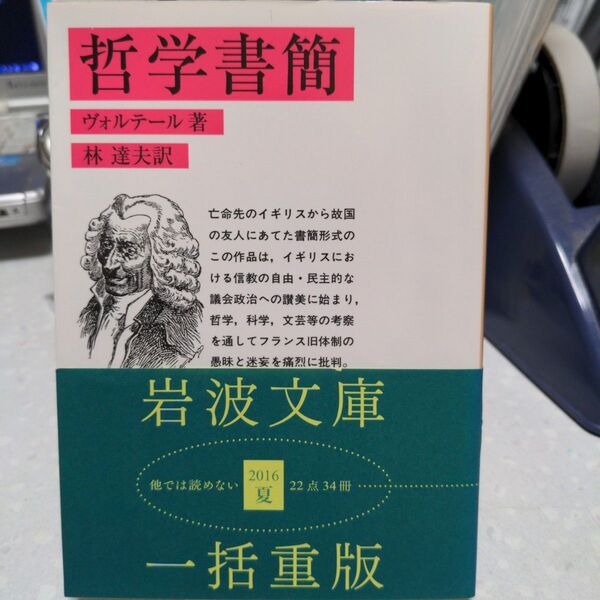 哲学書簡
ヴォルテール著
林 達夫訳
亡命先のイギリスから故国
の友人にあてた書簡形式の
この作品は，イギリスにお
ける信教の自由・民主的な
議会政治への讃美に始まり，
哲学，科学，文芸等の考察
を通してフランス旧体制の
愚昧と迷妄を痛烈に批判。
岩波文庫
他では読めない 2016 夏 22点34冊
一括重版